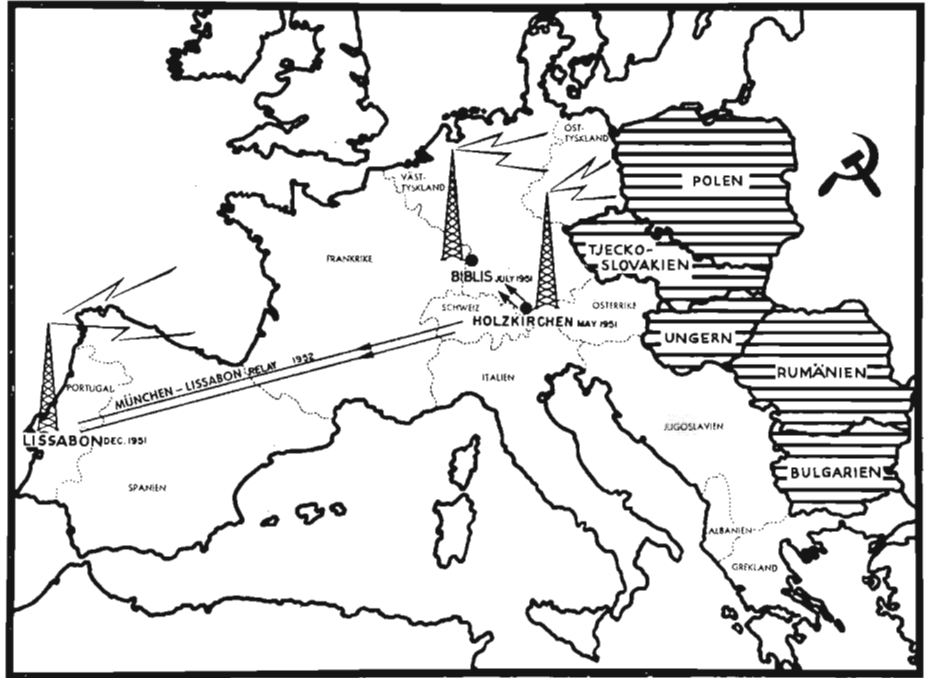 ÖST-
TYSKLAND
POLEN
VÄST-
TYSKLAND
TJECKO-
SLOVAKIEN
FRANKRIKE
BIBLIS JULY 1951
SCHWEIZ
ÖSTERRIKE
HOLZKIRCHEN MAY 1951
UNGERN
MÜNCHEN – LISSABON RELAY 1952
RUMÄNIEN
ITALIEN
PORTUGAL
JUGOSLAVIEN
LISSABON DEC. 1951
BULGARIEN
SPANIEN
ALBANIEN
GREKLAND